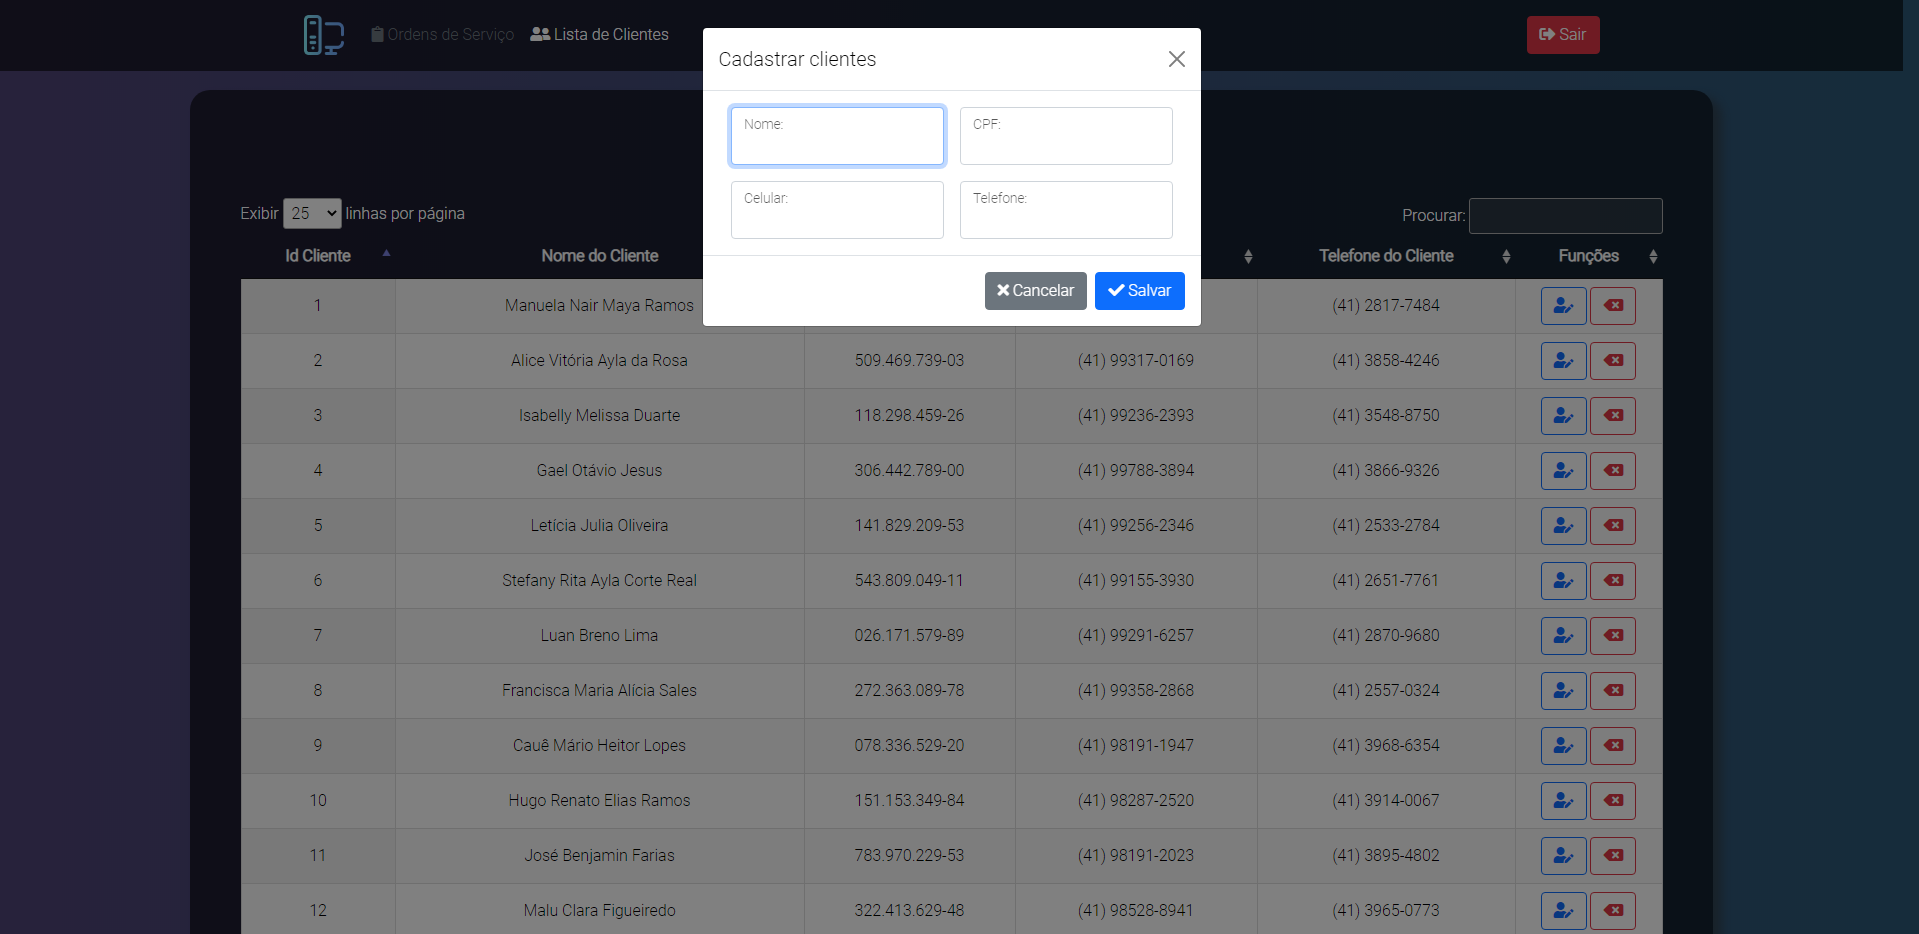 Ordens de Serviço Lista de Clientes Sair
Cadastrar clientes
Nome: CPF:
Celular: Telefone:
Cancelar Salvar
Exibir 25 linhas por página Procurar:
Id Cliente Nome do Cliente Telefone do Cliente Funções
1 Manuela Nair Maya Ramos (41) 2817-7484
2 Alice Vitória Ayla da Rosa 509.469.739-03 (41) 99317-0169 (41) 3858-4246
3 Isabelly Melissa Duarte 118.298.459-26 (41) 99236-2393 (41) 3548-8750
4 Gael Otávio Jesus 306.442.789-00 (41) 99788-3894 (41) 3866-9326
5 Letícia Julia Oliveira 141.829.209-53 (41) 99256-2346 (41) 2533-2784
6 Stefany Rita Ayla Corte Real 543.809.049-11 (41) 99155-3930 (41) 2651-7761
7 Luan Breno Lima 026.171.579-89 (41) 99291-6257 (41) 2870-9680
8 Francisca Maria Alícia Sales 272.363.089-78 (41) 99358-2868 (41) 2557-0324
9 Cauê Mário Heitor Lopes 078.336.529-20 (41) 98191-1947 (41) 3968-6354
10 Hugo Renato Elias Ramos 151.153.349-84 (41) 98287-2520 (41) 3914-0067
11 José Benjamin Farias 783.970.229-53 (41) 98191-2023 (41) 3895-4802
12 Malu Clara Figueiredo 322.413.629-48 (41) 98528-8941 (41) 3965-0773